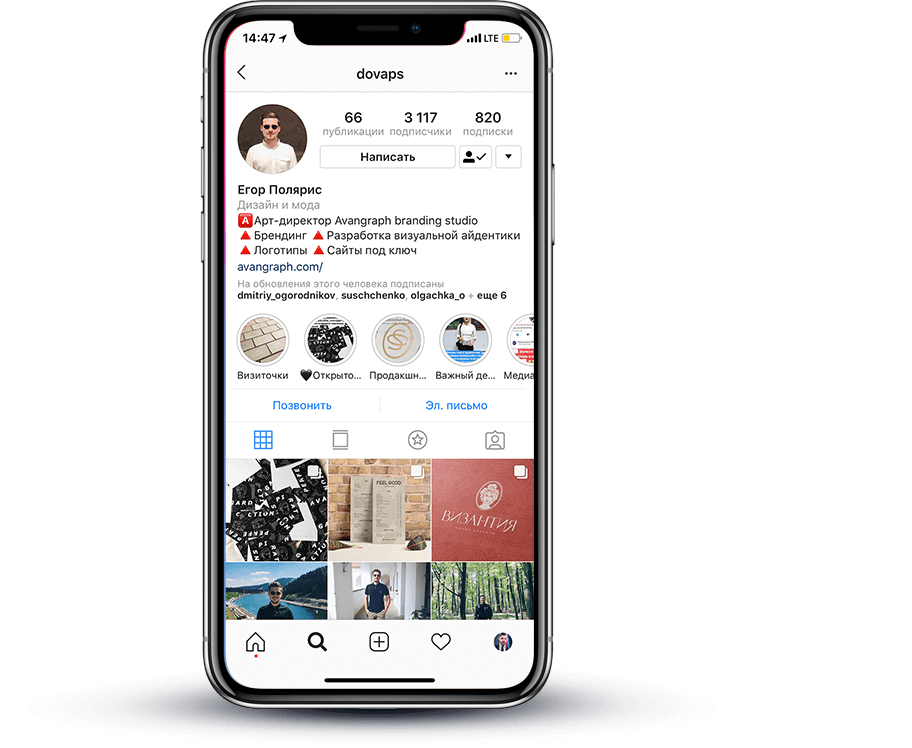 14:47
LTE
dovaps
66 3 117 820
публикации подписчики подписки
Написать
Егор Полярис
Дизайн и мода
🅰Арт-директор Avangraph branding studio
🔺Брендинг 🔺Разработка визуальной айдентики
🔺Логотипы 🔺Сайты под ключ
avangraph.com/
На обновления этого человека подписаны
dmitriy_ogorodnikov, suschchenko, olgachka_o + еще 6
Визиточки 🖤Открыто... Продакшн... Важный де... Медиа
Позвонить Эл. письмо
FEEL GOOD
ВИЗАНТИЯ